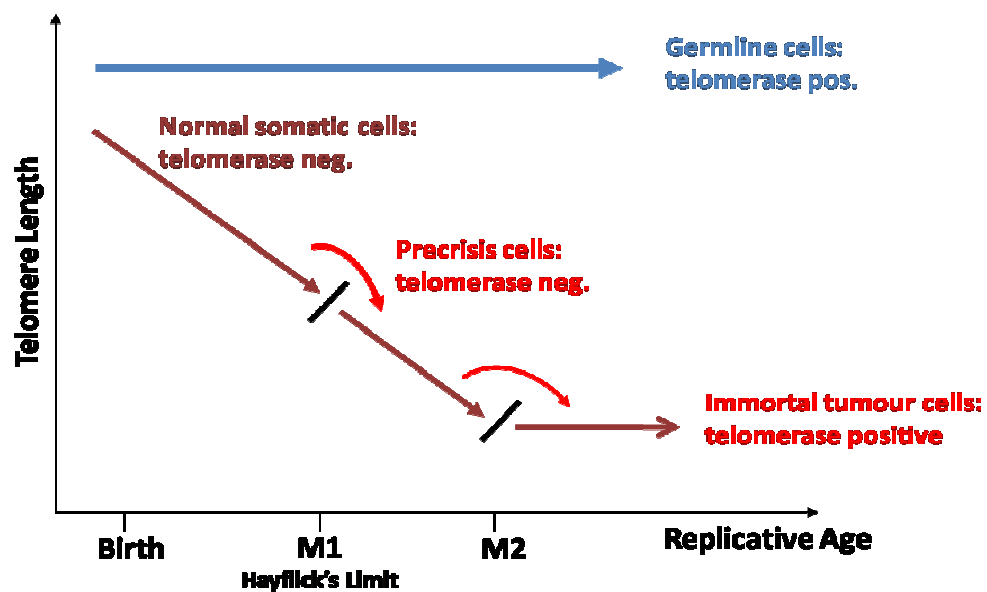 Germline cells:
telomerase pos.
Normal somatic cells:
telomerase neg.
Precrisis cells:
telomerase neg.
Immortal tumour cells:
telomerase positive
Telomere Length
Birth
M1
Hayflick's Limit
M2
Replicative Age